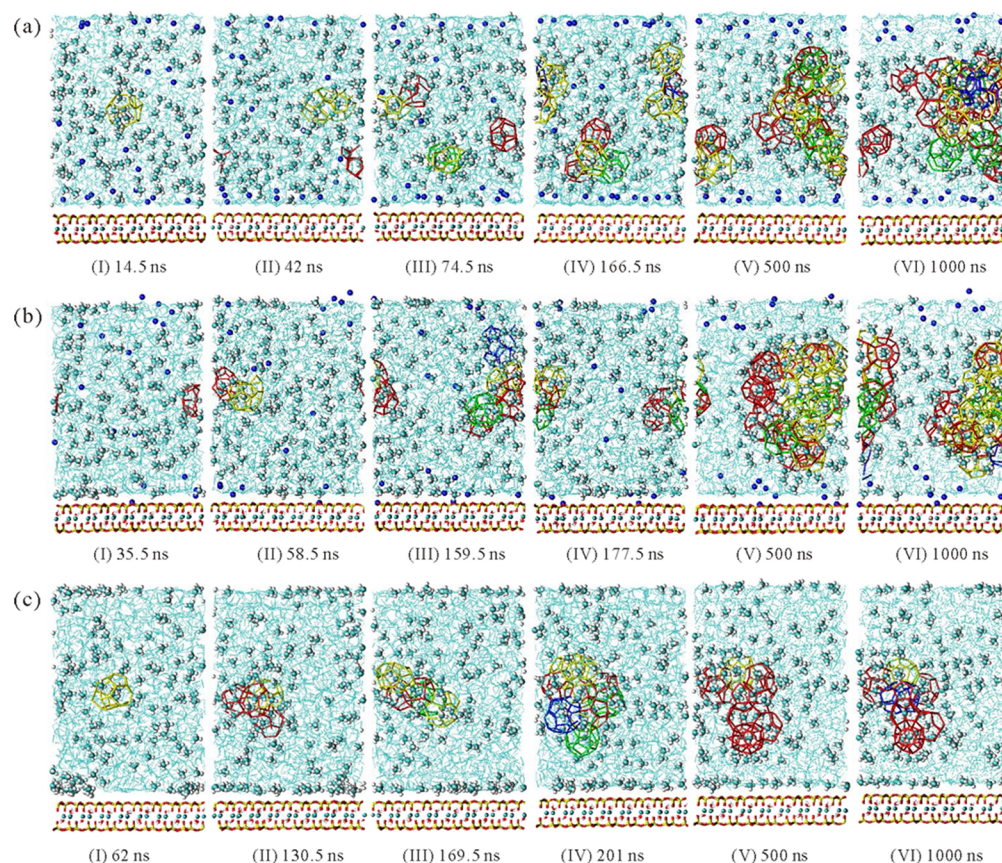 (a)
(I) 14.5 ns (II) 42 ns (III) 74.5 ns (IV) 166.5 ns (V) 500 ns (VI) 1000 ns
(b)
(I) 35.5 ns (II) 58.5 ns (III) 159.5 ns (IV) 177.5 ns (V) 500 ns (VI) 1000 ns
(c)
(I) 62 ns (II) 130.5 ns (III) 169.5 ns (IV) 201 ns (V) 500 ns (VI) 1000 ns